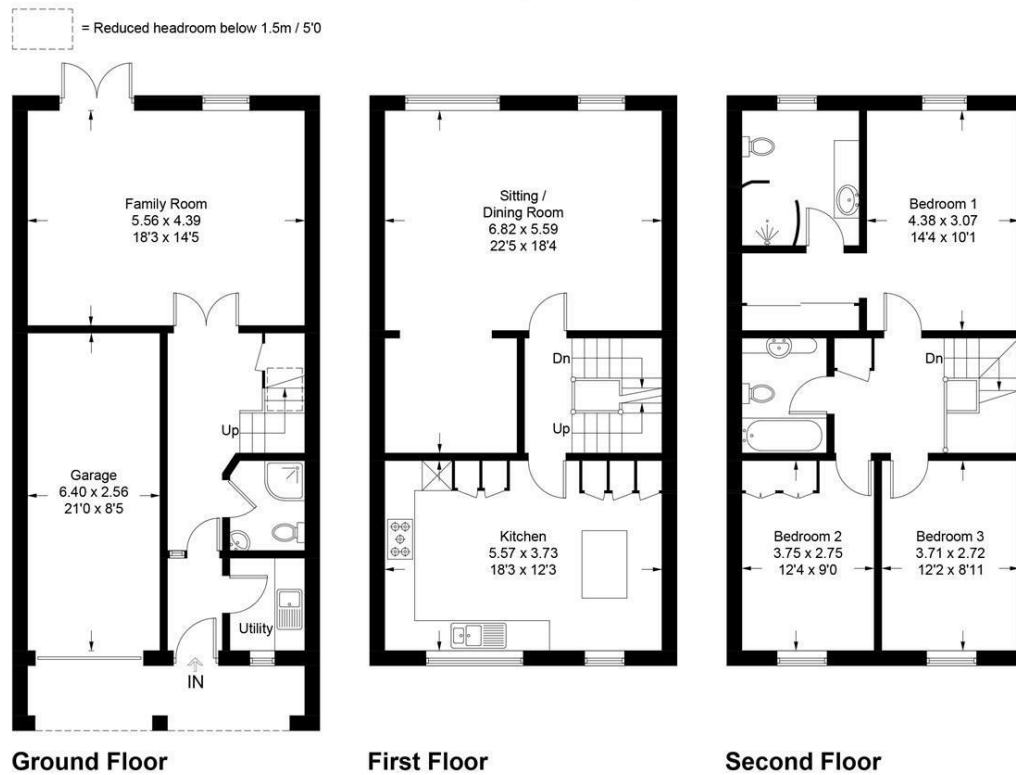 = Reduced headroom below 1.5m / 5'0
Family Room
5.56 x 4.39
18'3 x 14'5
Garage
6.40 x 2.56
21'0 x 8'5
Up
Utility
IN
Ground Floor
Sitting /
Dining Room
6.82 x 5.59
22'5 x 18'4
Dn
Up
Kitchen
5.57 x 3.73
18'3 x 12'3
First Floor
Bedroom 1
4.38 x 3.07
14'4 x 10'1
Dn
Bedroom 2
3.75 x 2.75
12'4 x 9'0
Bedroom 3
3.71 x 2.72
12'2 x 8'11
Second Floor